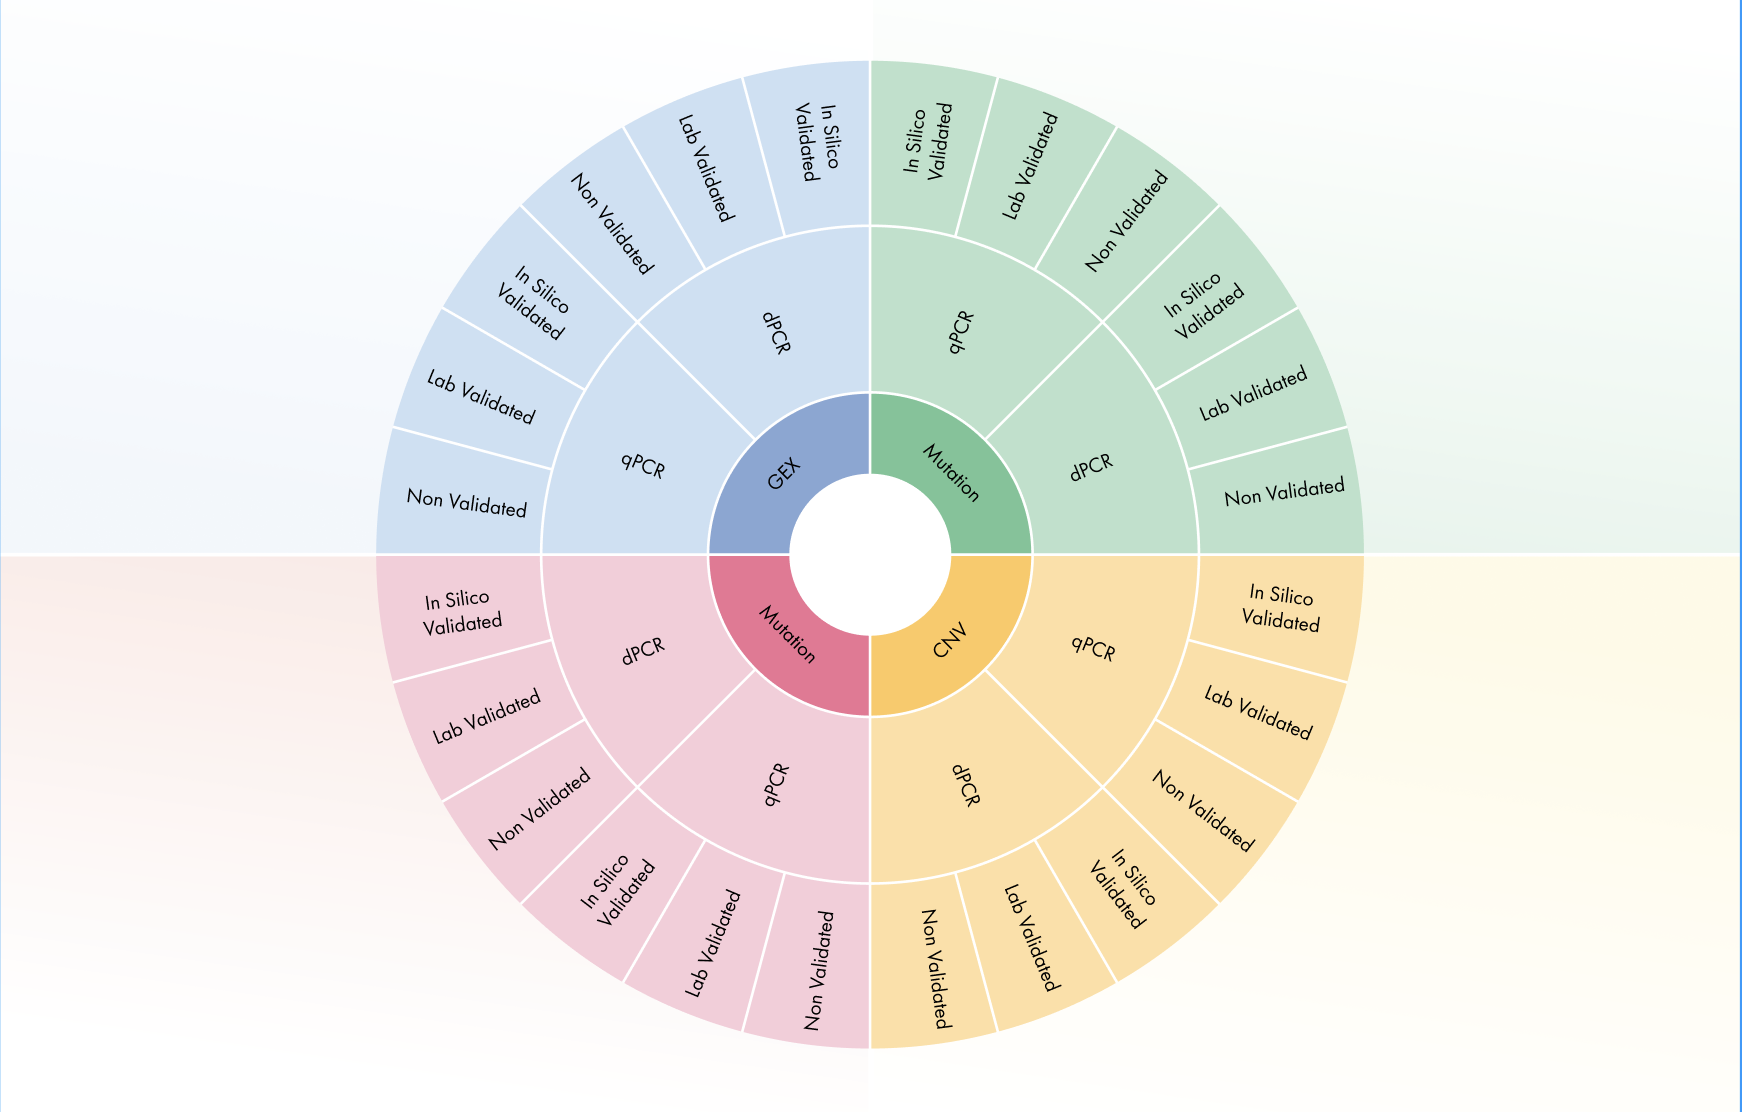 In Silico
Validated
Lab Validated
Non Validated
In Silico
Validated
Lab Validated
Non Validated
qPCR
dPCR
Mutation
In Silico
Validated
Lab Validated
Non Validated
In Silico
Validated
Lab Validated
Non Validated
qPCR
dPCR
CNV
Non Validated
Lab Validated
In Silico
Validated
Non Validated
Lab Validated
In Silico
Validated
qPCR
dPCR
Mutation
Non Validated
Lab Validated
In Silico
Validated
Non Validated
Lab Validated
In Silico
Validated
qPCR
dPCR
GEX